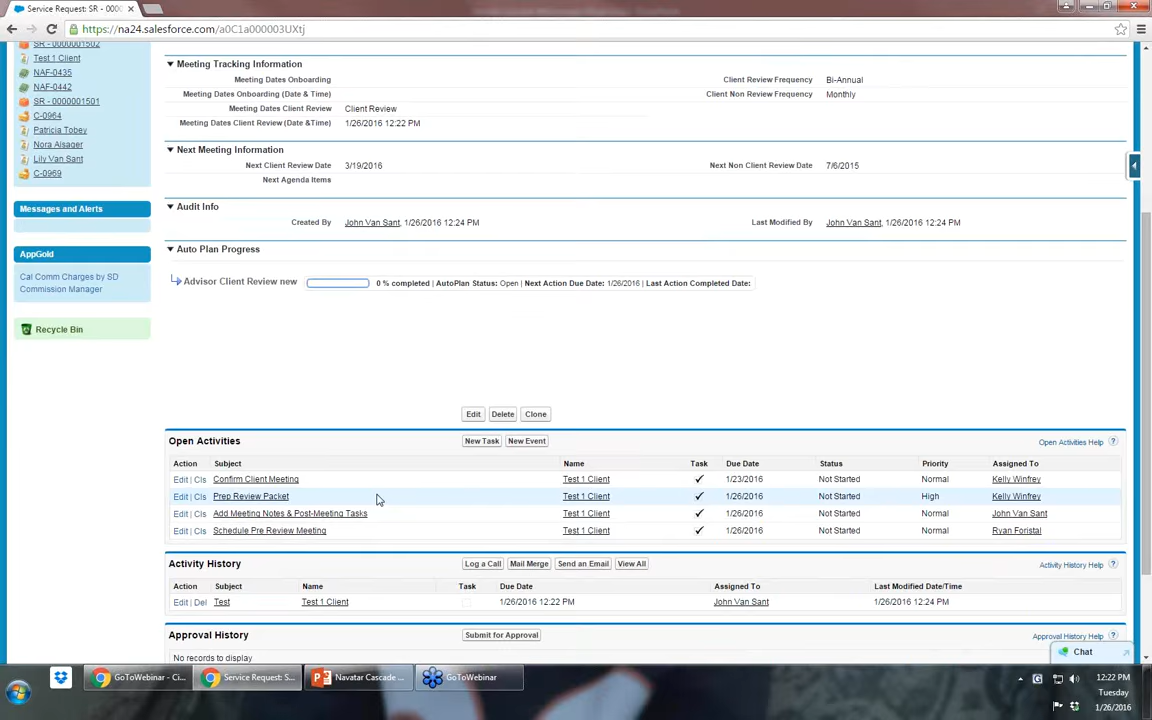 Service Request: SR - 0000
https://na24.salesforce.com/a0C1a000003UXtj
SR - 0000001502
Test 1 Client
NAF-0435
NAF-0442
SR - 0000001501
C-0964
Patricia Tobey
Nora Alsager
Lily Van Sant
C-0969
Messages and Alerts
AppGold
Cal Comm Charges by SD
Commission Manager
Recycle Bin
Meeting Tracking Information
Meeting Dates Onboarding Client Review Frequency Bi-Annual
Meeting Dates Onboarding (Date & Time) Client Non Review Frequency Monthly
Meeting Dates Client Review Client Review
Meeting Dates Client Review (Date &Time) 1/26/2016 12:22 PM
Next Meeting Information
Next Client Review Date 3/19/2016 Next Non Client Review Date 7/6/2015
Next Agenda Items
Audit Info
Created By John Van Sant, 1/26/2016 12:24 PM Last Modified By John Van Sant, 1/26/2016 12:24 PM
Auto Plan Progress
Advisor Client Review new 0 % completed | AutoPlan Status: Open | Next Action Due Date: 1/26/2016 | Last Action Completed Date:
Edit Delete Clone
Open Activities New Task New Event Open Activities Help ?
Action Subject Name Task Due Date Status Priority Assigned To
Edit | Cls Confirm Client Meeting Test 1 Client ✓ 1/23/2016 Not Started Normal Kelly Winfrey
Edit | Cls Prep Review Packet Test 1 Client ✓ 1/26/2016 Not Started High Kelly Winfrey
Edit | Cls Add Meeting Notes & Post-Meeting Tasks Test 1 Client ✓ 1/26/2016 Not Started Normal John Van Sant
Edit | Cls Schedule Pre Review Meeting Test 1 Client ✓ 1/26/2016 Not Started Normal Ryan Foristal
Activity History Log a Call Mail Merge Send an Email View All Activity History Help ?
Action Subject Name Task Due Date Assigned To Last Modified Date/Time
Edit | Del Test Test 1 Client 1/26/2016 12:22 PM John Van Sant 1/26/2016 12:24 PM
Approval History Submit for Approval Approval History Help ?
No records to display
Chat
GoToWebinar - Ci... Service Request: S... Navatar Cascade ... GoToWebinar
12:22 PM
Tuesday
1/26/2016